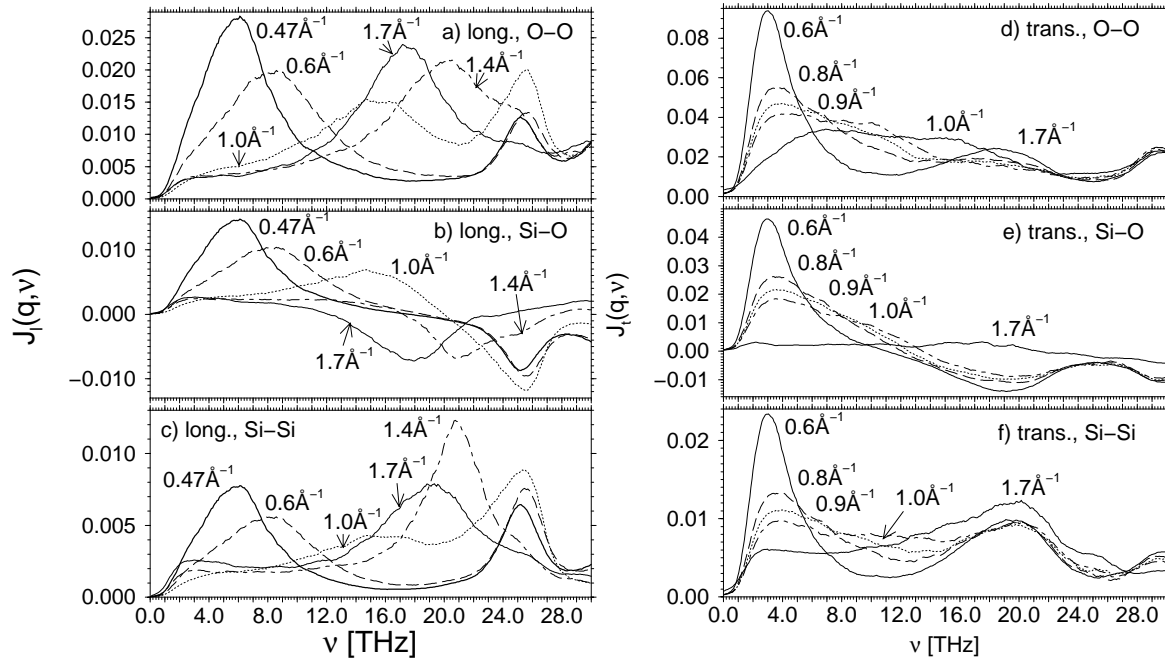 a) long., O−O
0.47Å⁻¹
1.7Å⁻¹
0.6Å⁻¹
1.4Å⁻¹
1.0Å⁻¹
0.025
0.020
0.015
0.010
0.005
0.000
b) long., Si−O
0.47Å⁻¹
0.6Å⁻¹
1.0Å⁻¹
1.4Å⁻¹
1.7Å⁻¹
0.010
0.000
−0.010
J_l(q,ν)
c) long., Si−Si
1.4Å⁻¹
0.47Å⁻¹
1.7Å⁻¹
0.6Å⁻¹
1.0Å⁻¹
0.010
0.005
0.000
0.0 4.0 8.0 12.0 16.0 20.0 24.0 28.0
ν [THz]
d) trans., O−O
0.6Å⁻¹
0.8Å⁻¹
0.9Å⁻¹
1.0Å⁻¹
1.7Å⁻¹
0.08
0.06
0.04
0.02
0.00
e) trans., Si−O
0.6Å⁻¹
0.8Å⁻¹
0.9Å⁻¹
1.0Å⁻¹
1.7Å⁻¹
0.04
0.03
0.02
0.01
0.00
−0.01
J_t(q,ν)
f) trans., Si−Si
0.6Å⁻¹
0.8Å⁻¹
0.9Å⁻¹
1.0Å⁻¹
1.7Å⁻¹
0.02
0.01
0.00
0.0 4.0 8.0 12.0 16.0 20.0 24.0 28.0
ν [THz]